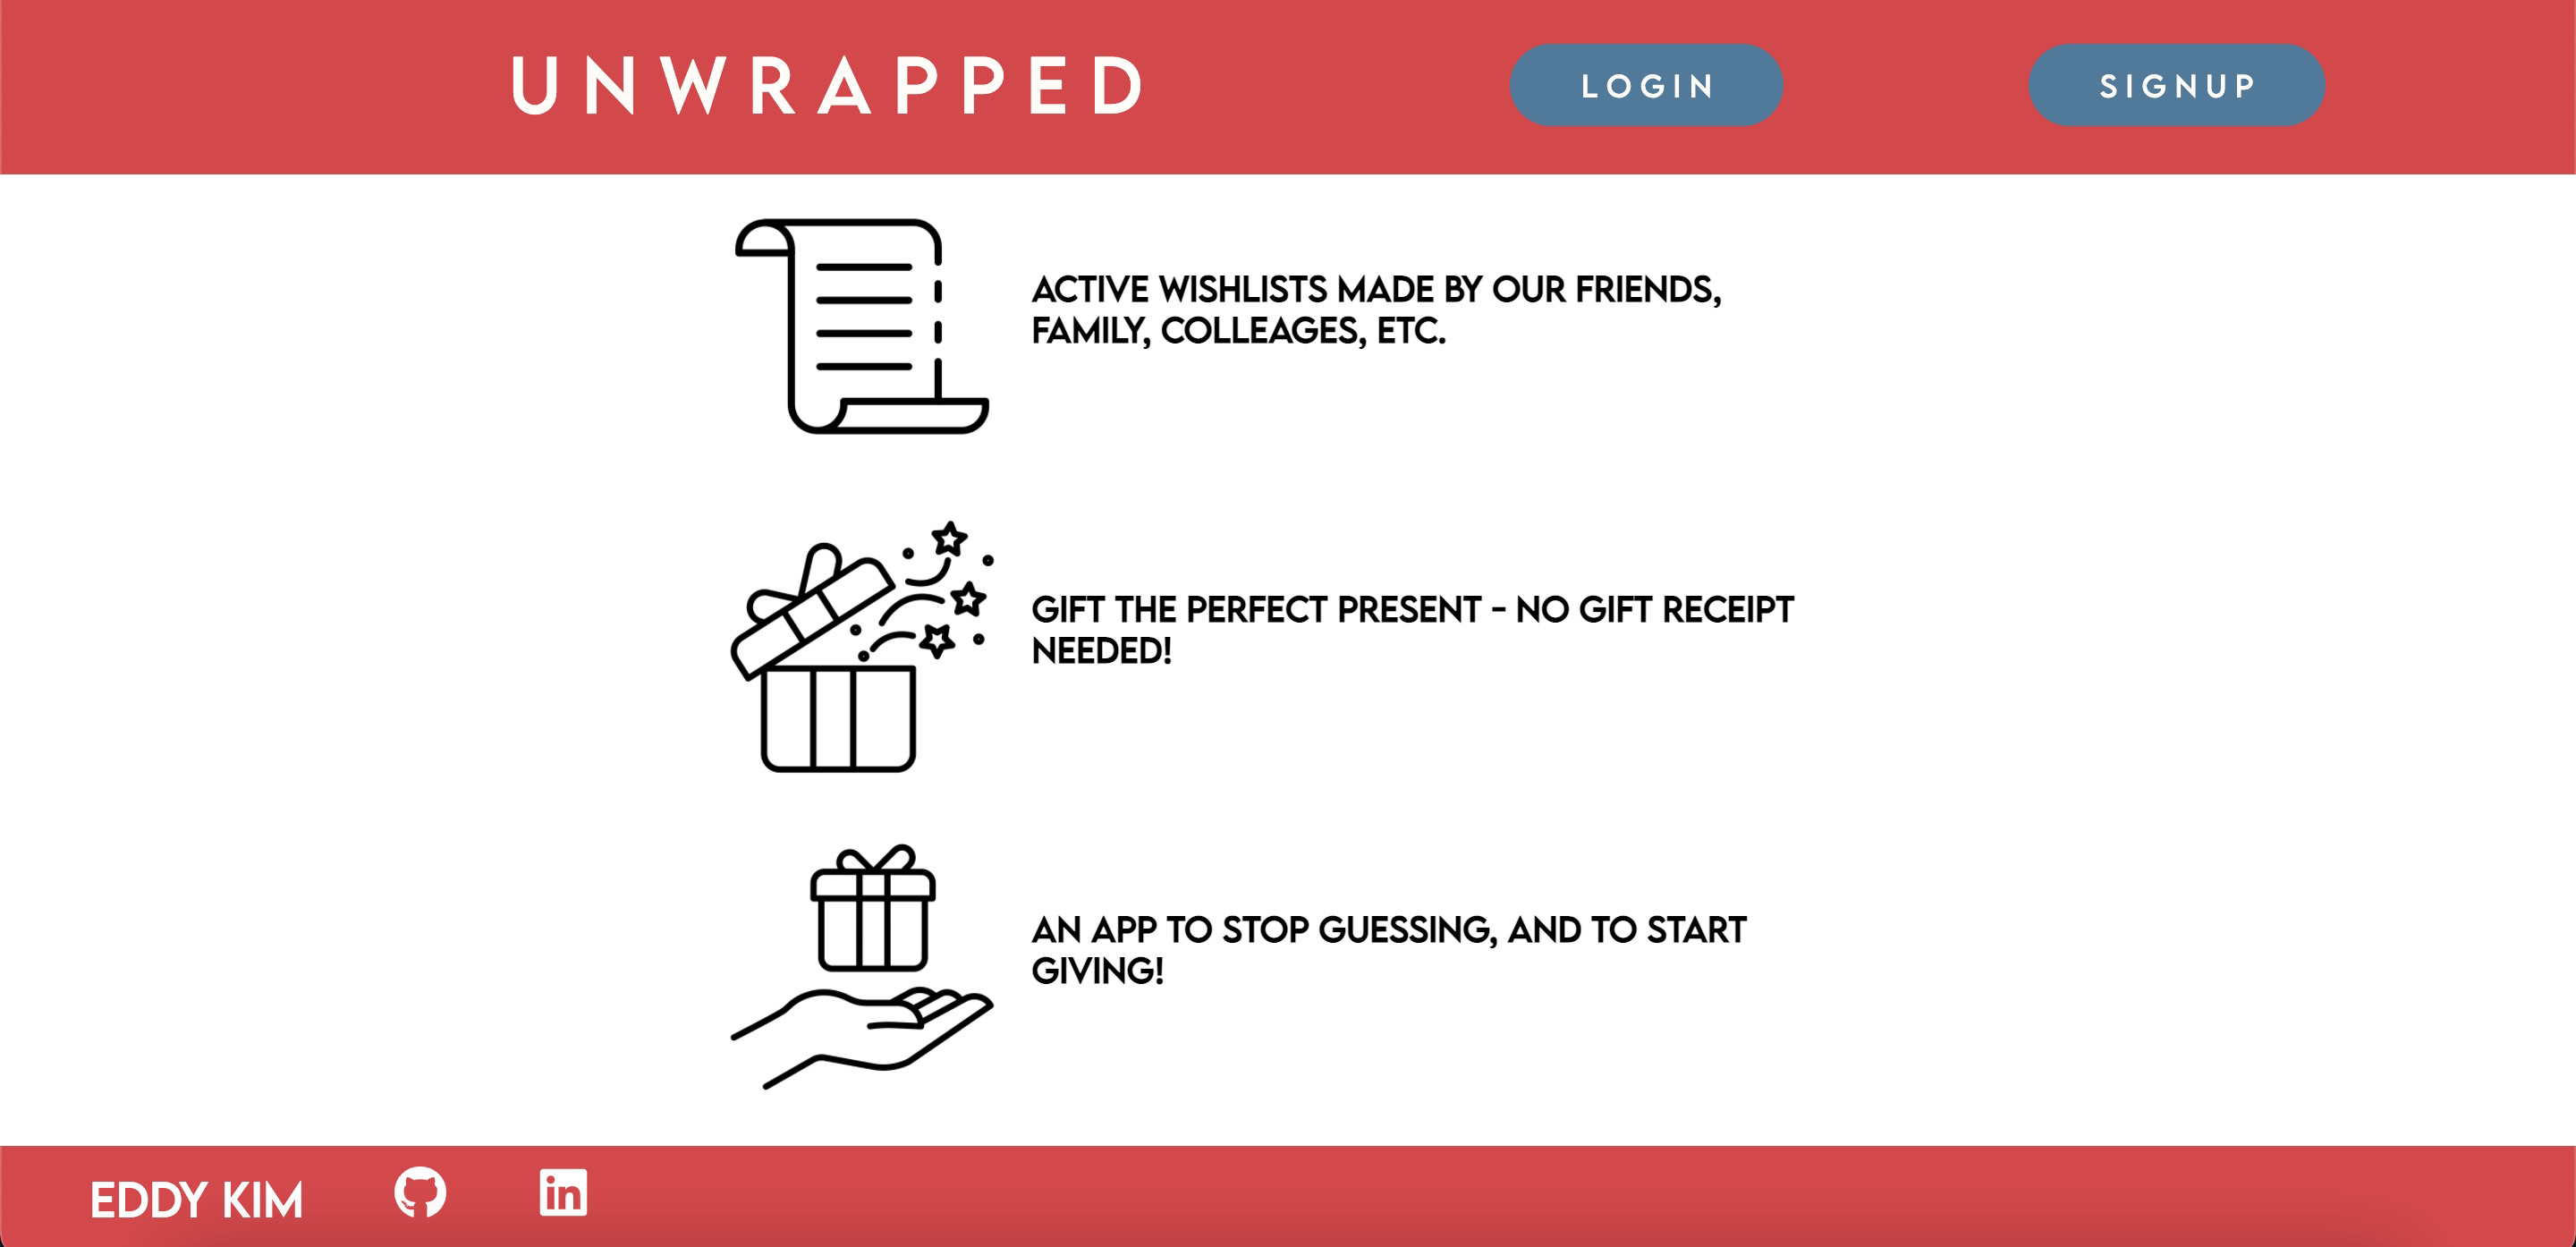 UNWRAPPED
LOGIN
SIGNUP
ACTIVE WISHLISTS MADE BY OUR FRIENDS,
FAMILY, COLLEAGES, ETC.
GIFT THE PERFECT PRESENT - NO GIFT RECEIPT
NEEDED!
AN APP TO STOP GUESSING, AND TO START
GIVING!
EDDY KIM
in